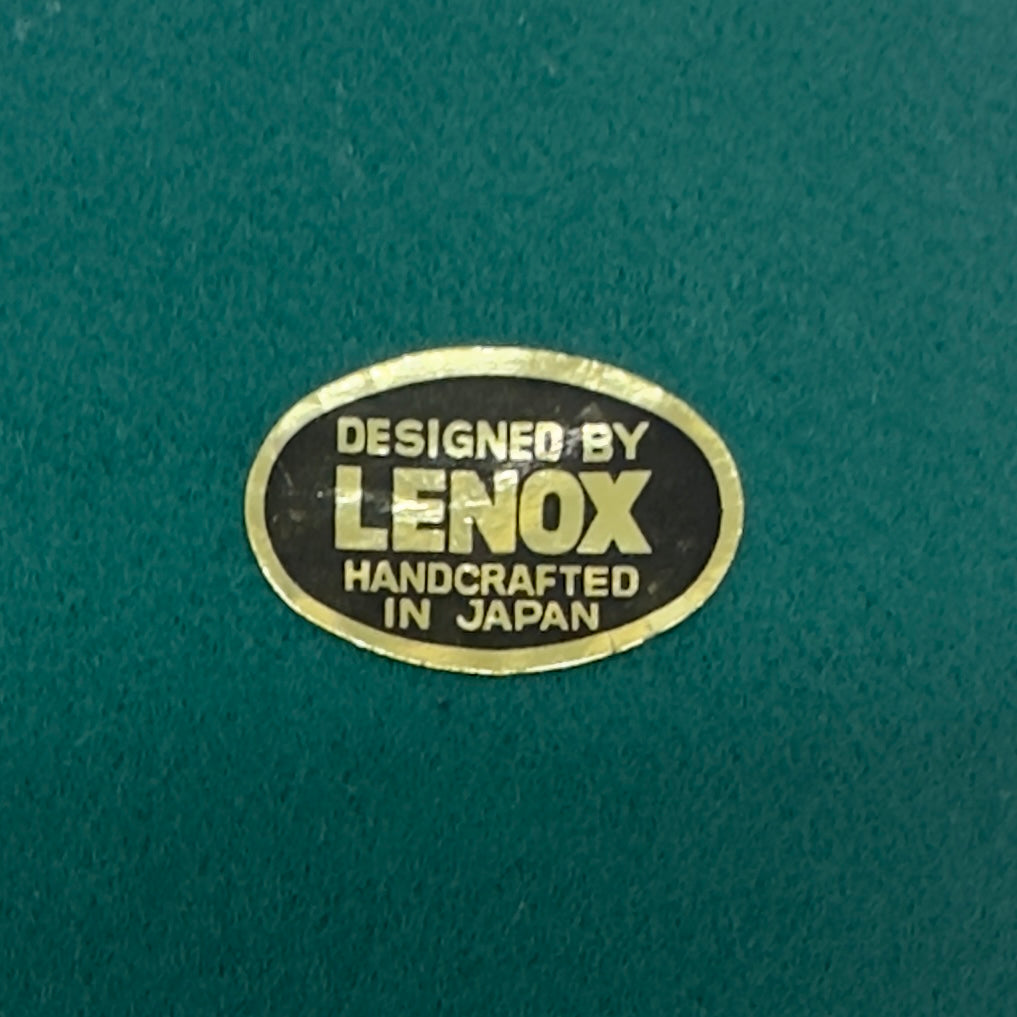 DESIGNED BY
LENOX
HANDCRAFTED
IN JAPAN